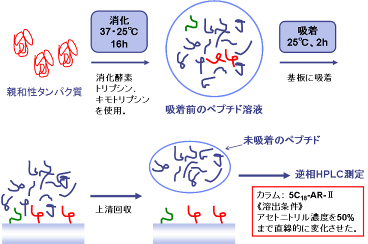 消化
37・25℃
16h
吸着
25℃、2h
親和性タンパク質
消化酵素
トリプシン、
キモトリプシン
を使用。
吸着前のペプチド溶液
基板に吸着
未吸着のペプチド
上清回収
逆相HPLC測定
カラム： 5C18-AR-Ⅱ
《溶出条件》
アセトニトリル濃度を50%
まで直線的に変化させた。